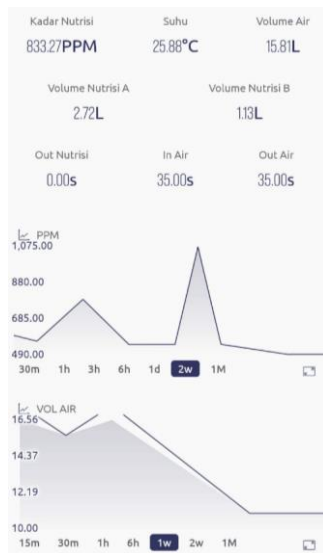 Kadar Nutrisi Suhu Volume Air
833.27PPM 25.88°C 15.81L
Volume Nutrisi A Volume Nutrisi B
2.72L 1.13L
Out Nutrisi In Air Out Air
0.00s 35.00s 35.00s
PPM
1,075.00
880.00
685.00
490.00
30m 1h 3h 6h 1d 2w 1M
VOL AIR
16.56
14.37
12.19
10.00
15m 30m 1h 6h 1w 2w 1M